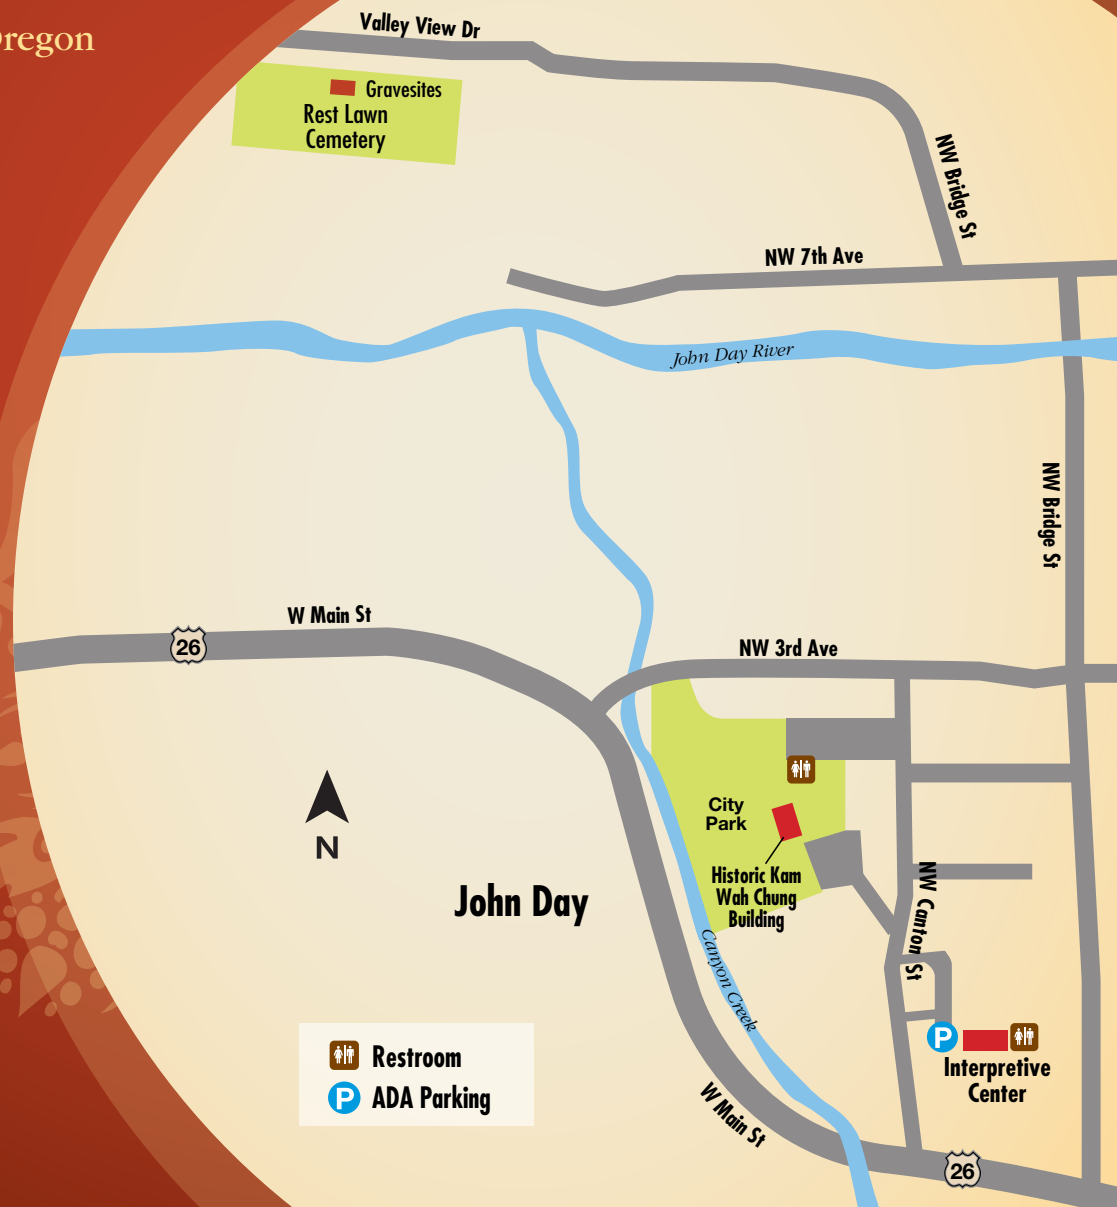 Valley View Dr
Gravesites
Rest Lawn
Cemetery
NW Bridge St
NW 7th Ave
John Day River
NW Bridge St
W Main St
26
NW 3rd Ave
City
Park
N
Historic Kam
Wah Chung
Building
NW Canton St
John Day
Canyon Creek
Restroom
P
ADA Parking
P
Interpretive
Center
W Main St
26